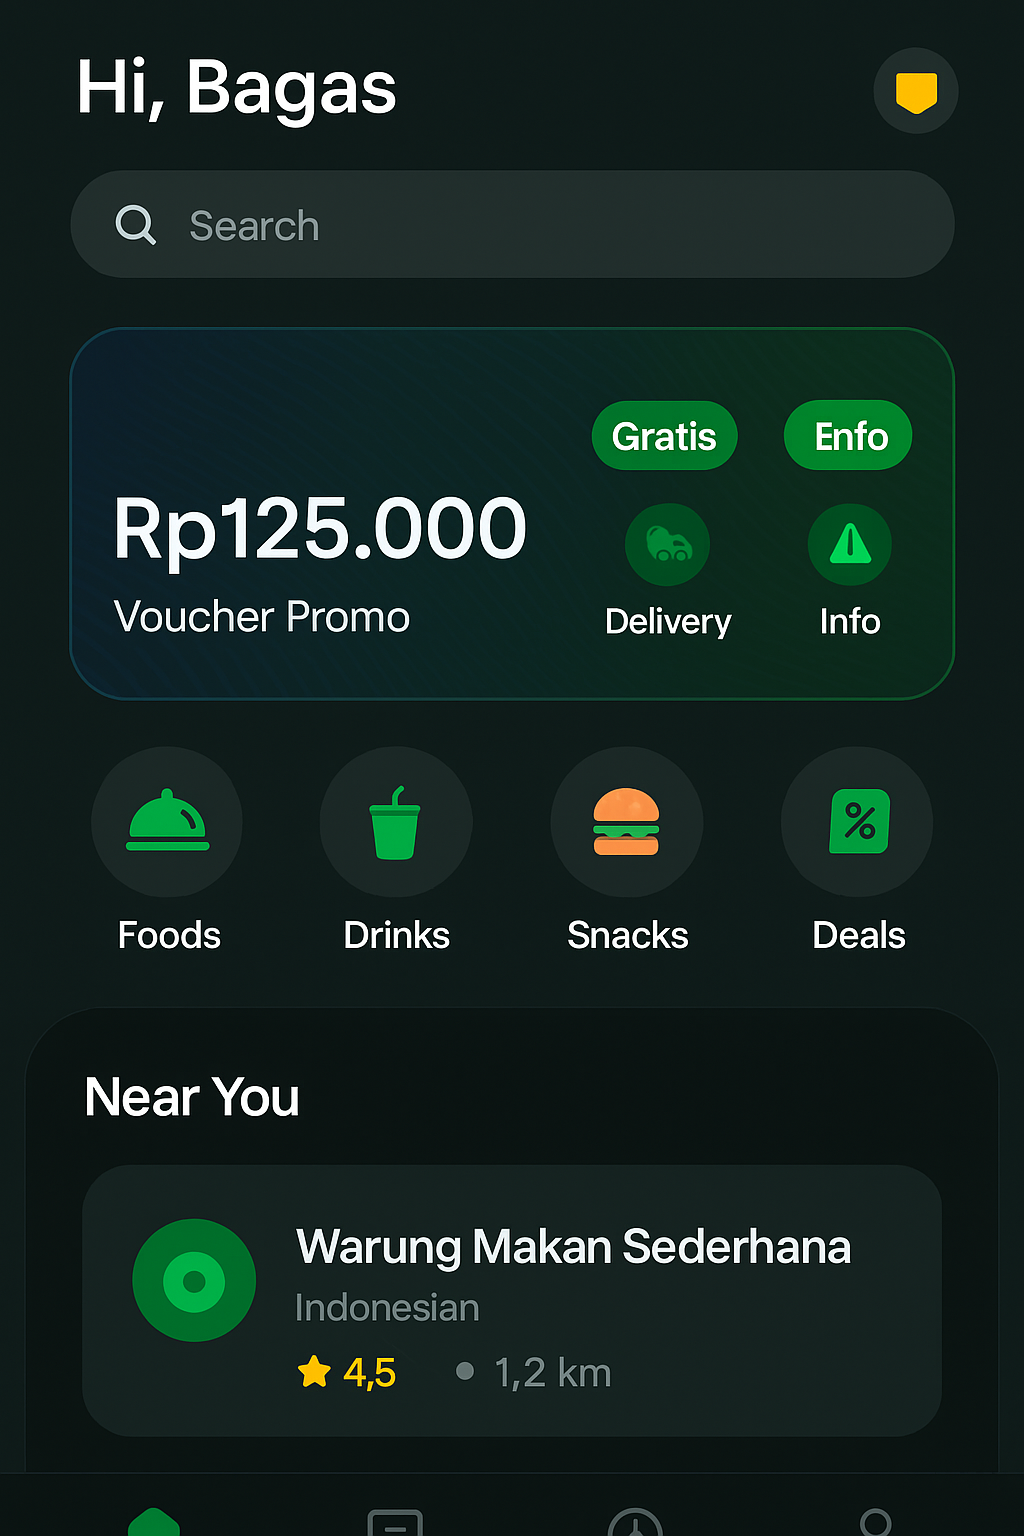 Hi, Bagas
Search
Gratis
Enfo
Rp125.000
Voucher Promo
Delivery
Info
Foods
Drinks
Snacks
Deals
Near You
Warung Makan Sederhana
Indonesian
4,5
1,2 km